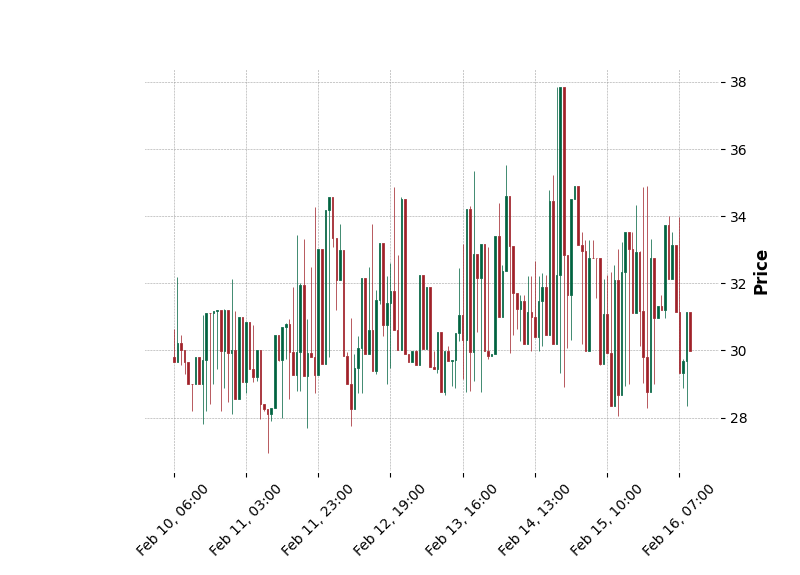 38
36
34
32
30
28
Price
Feb 10, 06:00
Feb 11, 03:00
Feb 11, 23:00
Feb 12, 19:00
Feb 13, 16:00
Feb 14, 13:00
Feb 15, 10:00
Feb 16, 07:00